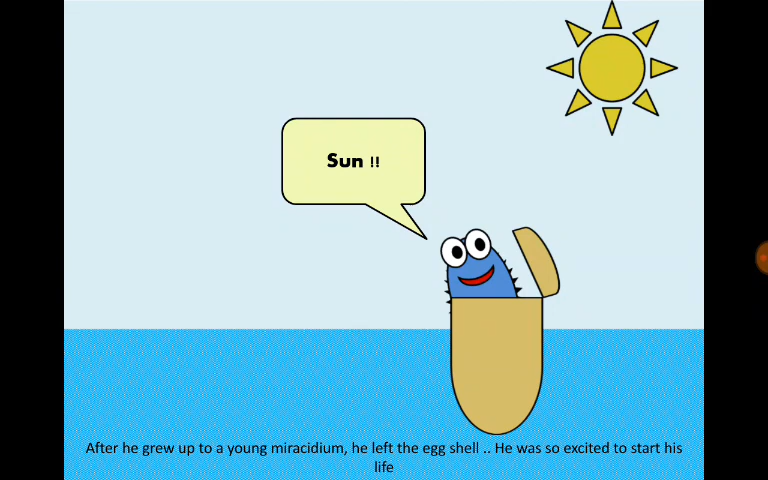 Sun !!
After he grew up to a young miracidium, he left the egg shell .. He was so excited to start his
life